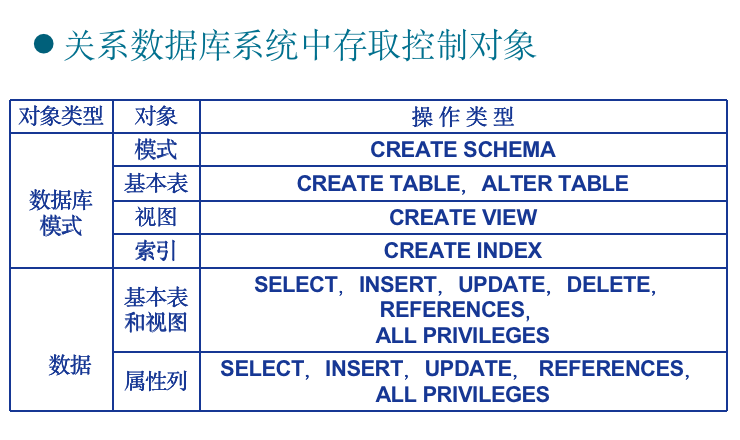 ● 关系数据库系统中存取控制对象
对象类型 对象 操 作 类 型
数据库
模式
模式 CREATE SCHEMA
基本表 CREATE TABLE，ALTER TABLE
视图 CREATE VIEW
索引 CREATE INDEX
数据
基本表
和视图
SELECT，INSERT，UPDATE，DELETE，
REFERENCES，
ALL PRIVILEGES
属性列
SELECT，INSERT，UPDATE， REFERENCES，
ALL PRIVILEGES